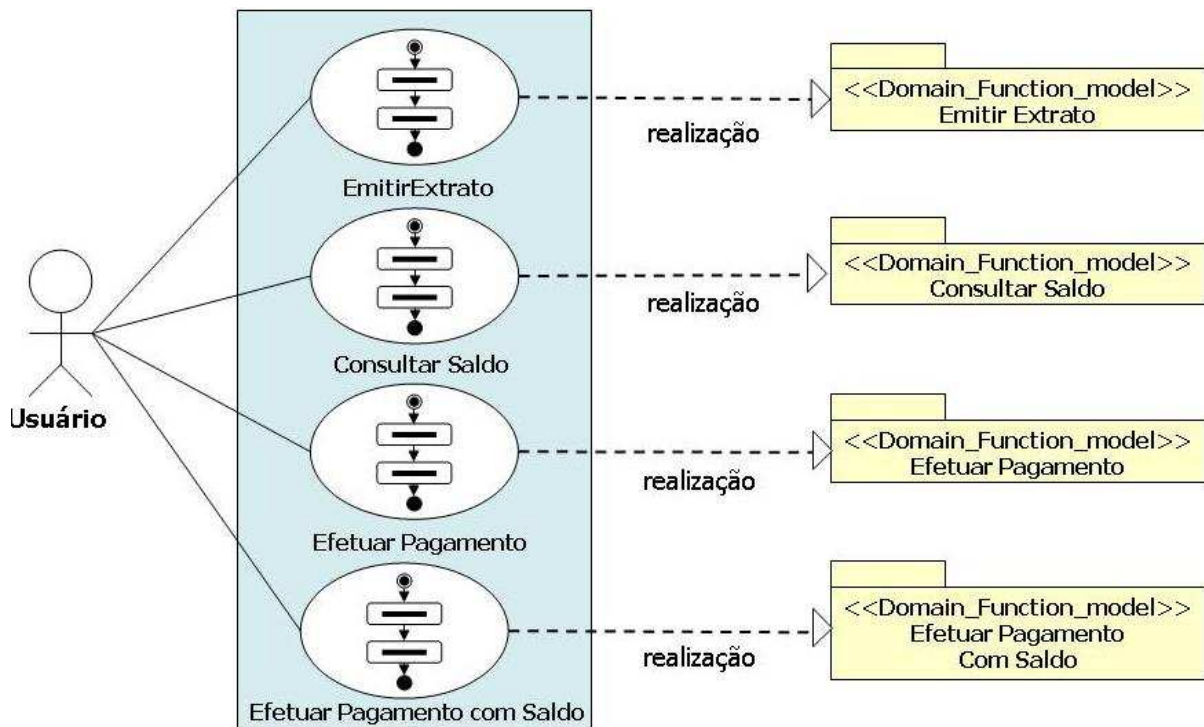 <<Domain_Function_model>>
Emitir Extrato
realização
EmitirExtrato
<<Domain_Function_model>>
Consultar Saldo
realização
Consultar Saldo
Usuário
<<Domain_Function_model>>
Efetuar Pagamento
realização
Efetuar Pagamento
<<Domain_Function_model>>
Efetuar Pagamento
Com Saldo
realização
Efetuar Pagamento com Saldo